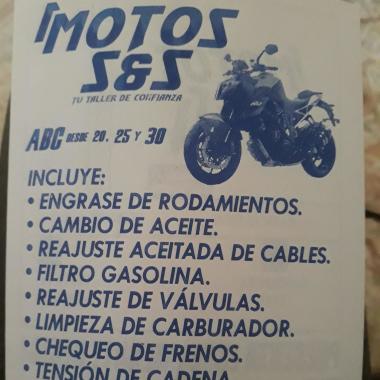 MOTOS
S&S
TU TALLER DE CONFIANZA
ABC DESDE 20. 25 Y 30
INCLUYE:
• ENGRASE DE RODAMIENTOS.
• CAMBIO DE ACEITE.
• REAJUSTE ACEITADA DE CABLES.
• FILTRO GASOLINA.
• REAJUSTE DE VÁLVULAS.
• LIMPIEZA DE CARBURADOR.
• CHEQUEO DE FRENOS.
• TENSIÓN DE CADENA